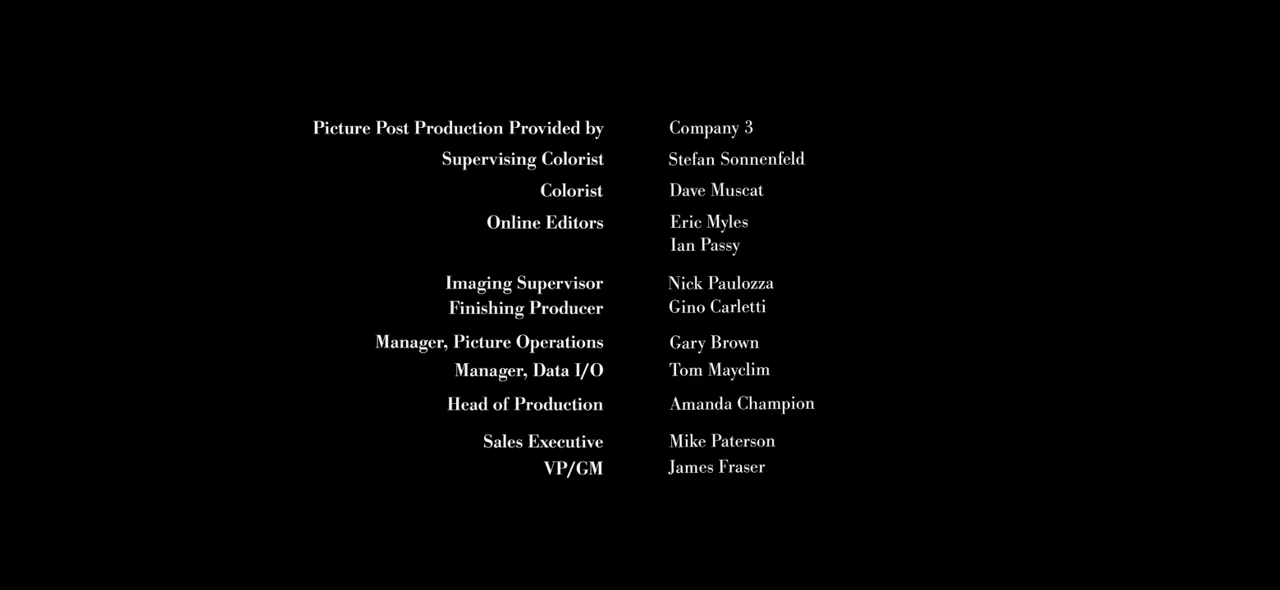 Picture Post Production Provided by Company 3
Supervising Colorist Stefan Sonnenfeld
Colorist Dave Muscat
Online Editors Eric Myles
Ian Passy
Imaging Supervisor Nick Paulozza
Finishing Producer Gino Carletti
Manager, Picture Operations Gary Brown
Manager, Data I/O Tom Mayclim
Head of Production Amanda Champion
Sales Executive Mike Paterson
VP/GM James Fraser